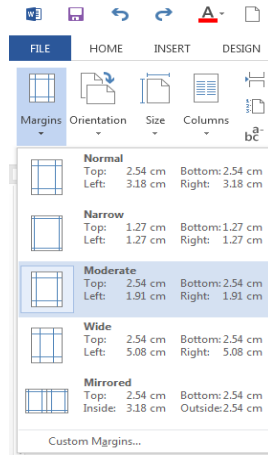 FILE HOME INSERT DESIGN
Margins Orientation Size Columns
Normal
Top: 2.54 cm Bottom: 2.54 cm
Left: 3.18 cm Right: 3.18 cm
Narrow
Top: 1.27 cm Bottom: 1.27 cm
Left: 1.27 cm Right: 1.27 cm
Moderate
Top: 2.54 cm Bottom: 2.54 cm
Left: 1.91 cm Right: 1.91 cm
Wide
Top: 2.54 cm Bottom: 2.54 cm
Left: 5.08 cm Right: 5.08 cm
Mirrored
Top: 2.54 cm Bottom: 2.54 cm
Inside: 3.18 cm Outside: 2.54 cm
Custom Margins...